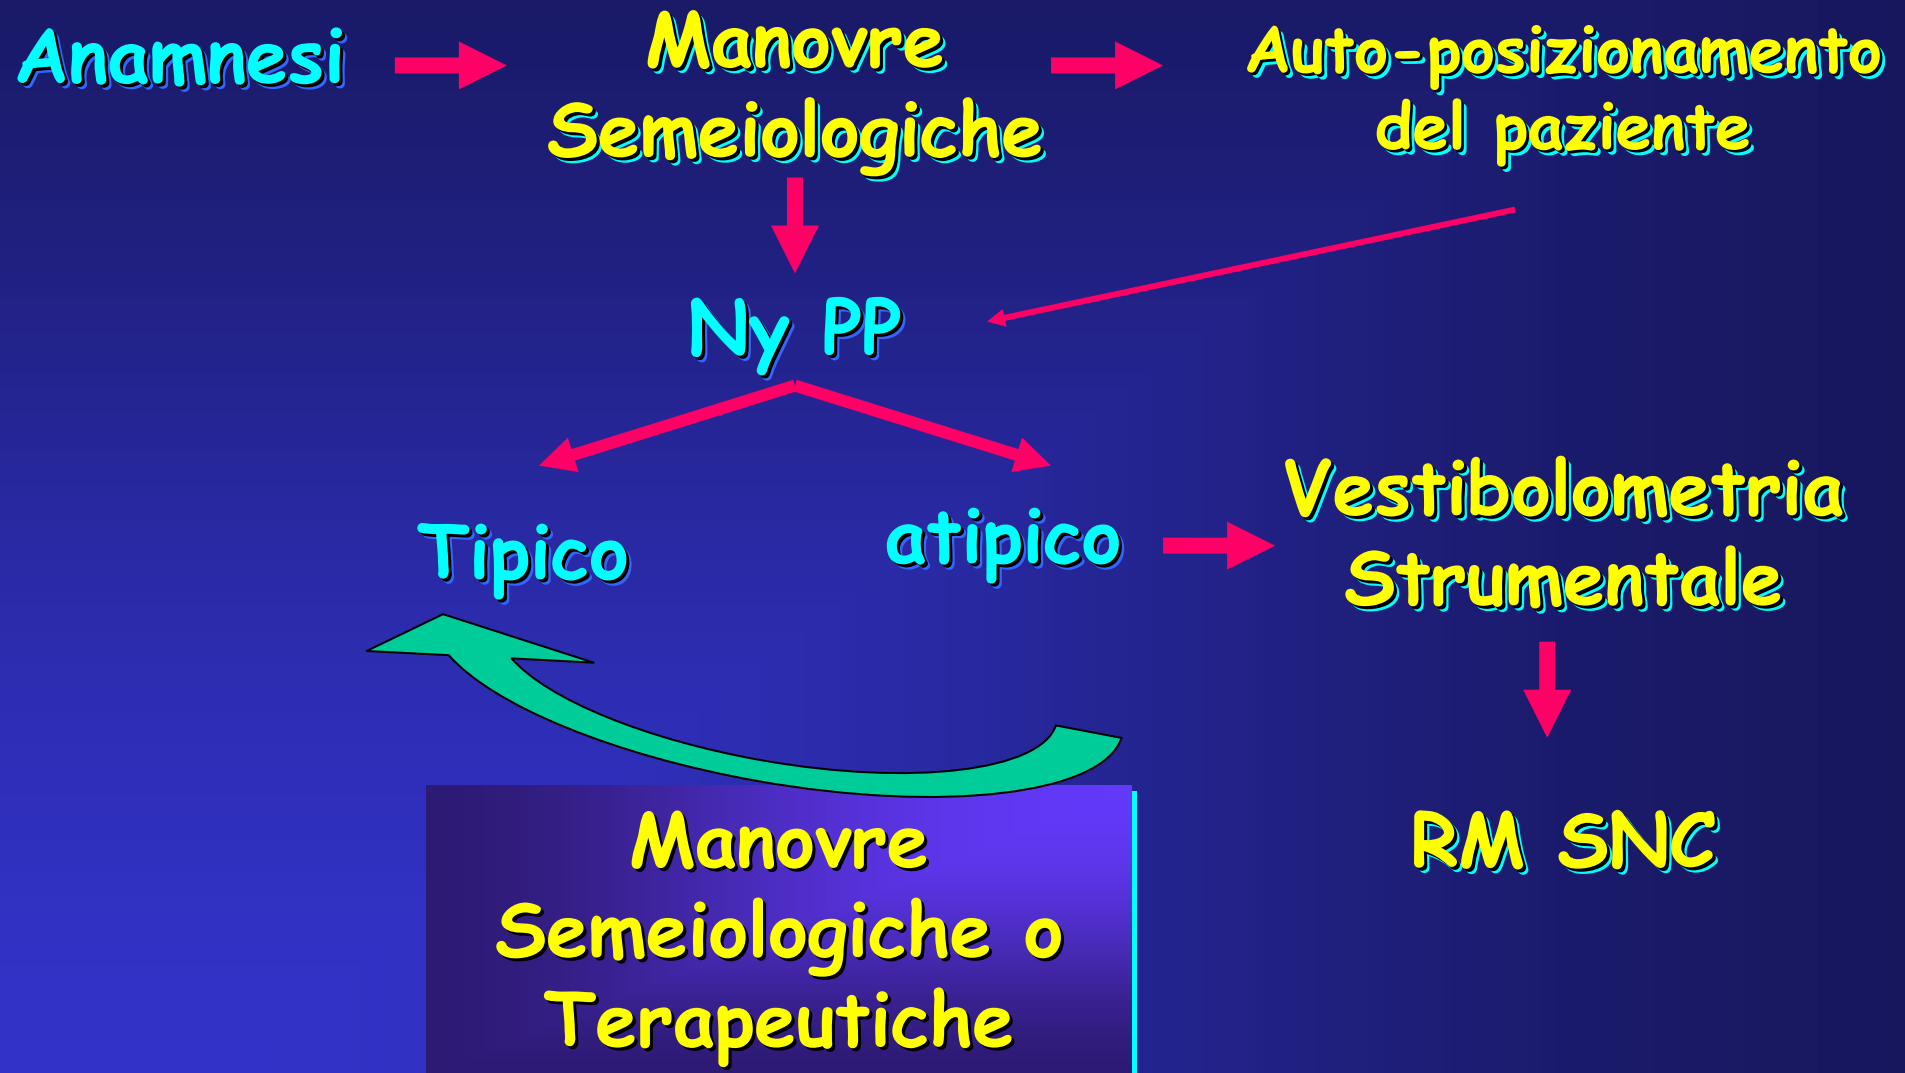 Anamnesi
Manovre
Semeiologiche
Auto-posizionamento
del paziente
Ny PP
Tipico
atipico
Vestibolometria
Strumentale
RM SNC
Manovre
Semeiologiche o
Terapeutiche